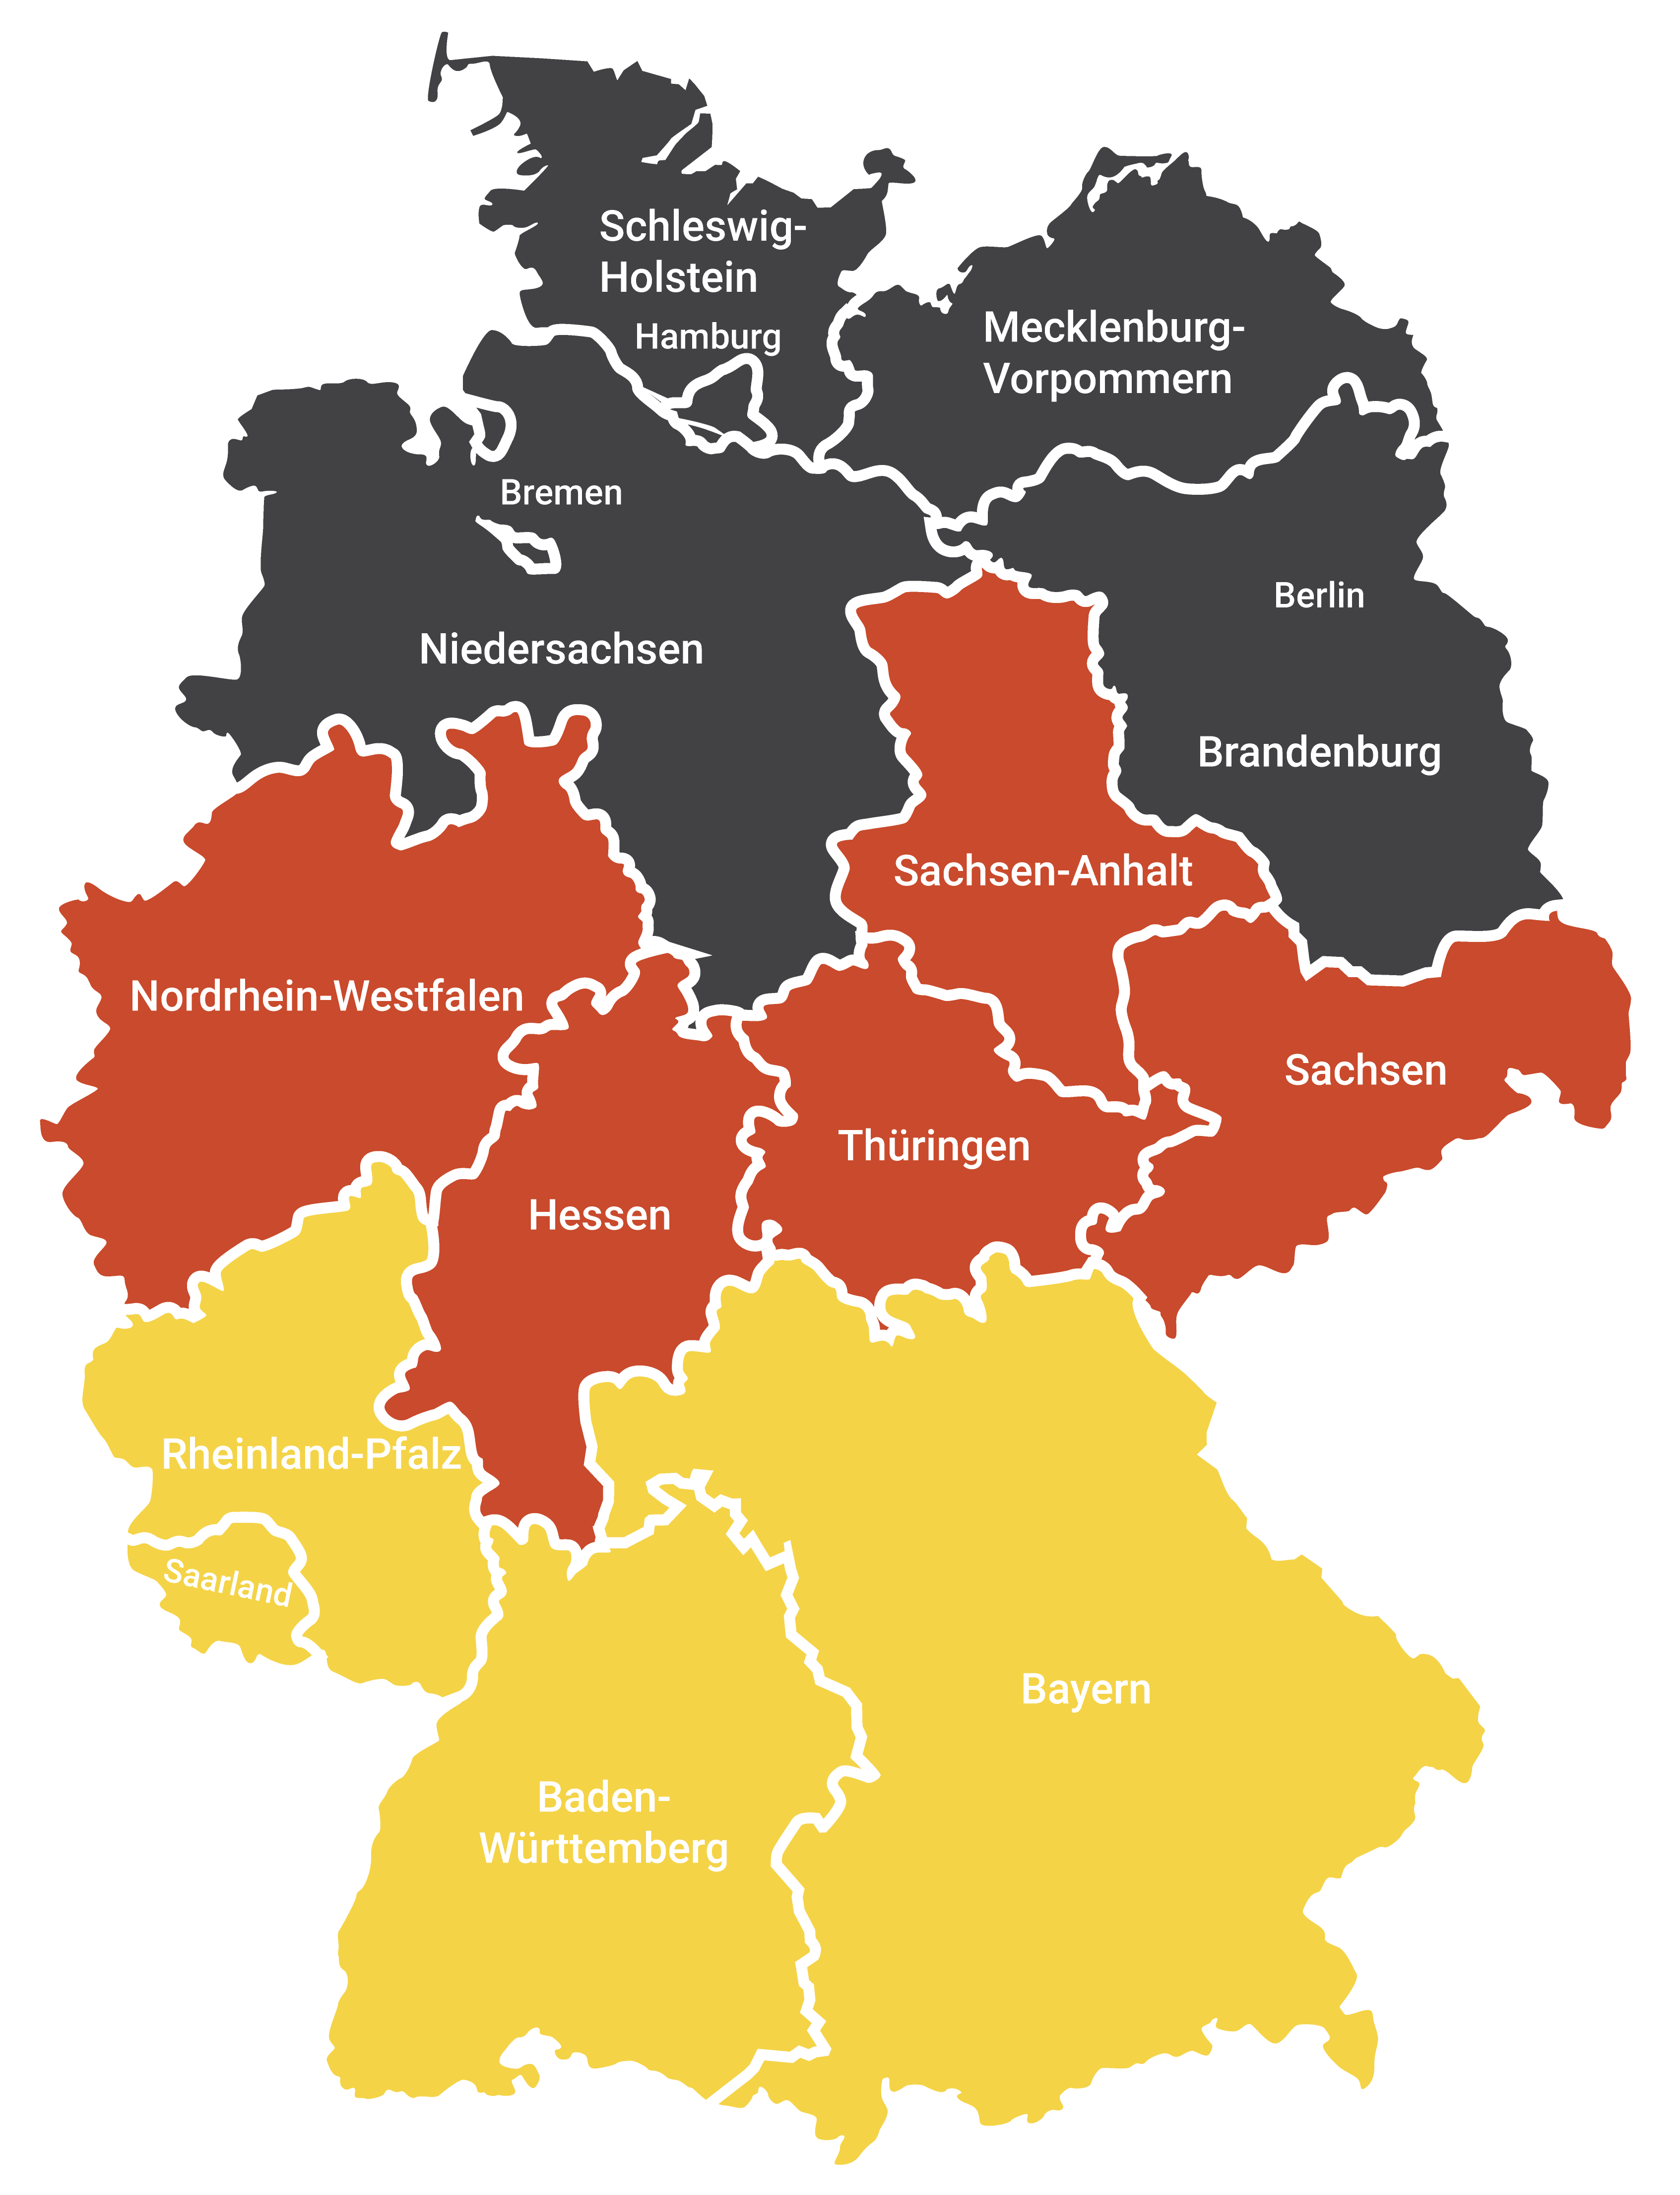 Schleswig-
Holstein
Hamburg
Mecklenburg-
Vorpommern
Bremen
Berlin
Niedersachsen
Brandenburg
Sachsen-Anhalt
Nordrhein-Westfalen
Sachsen
Thüringen
Hessen
Rheinland-Pfalz
Saarland
Bayern
Baden-
Württemberg